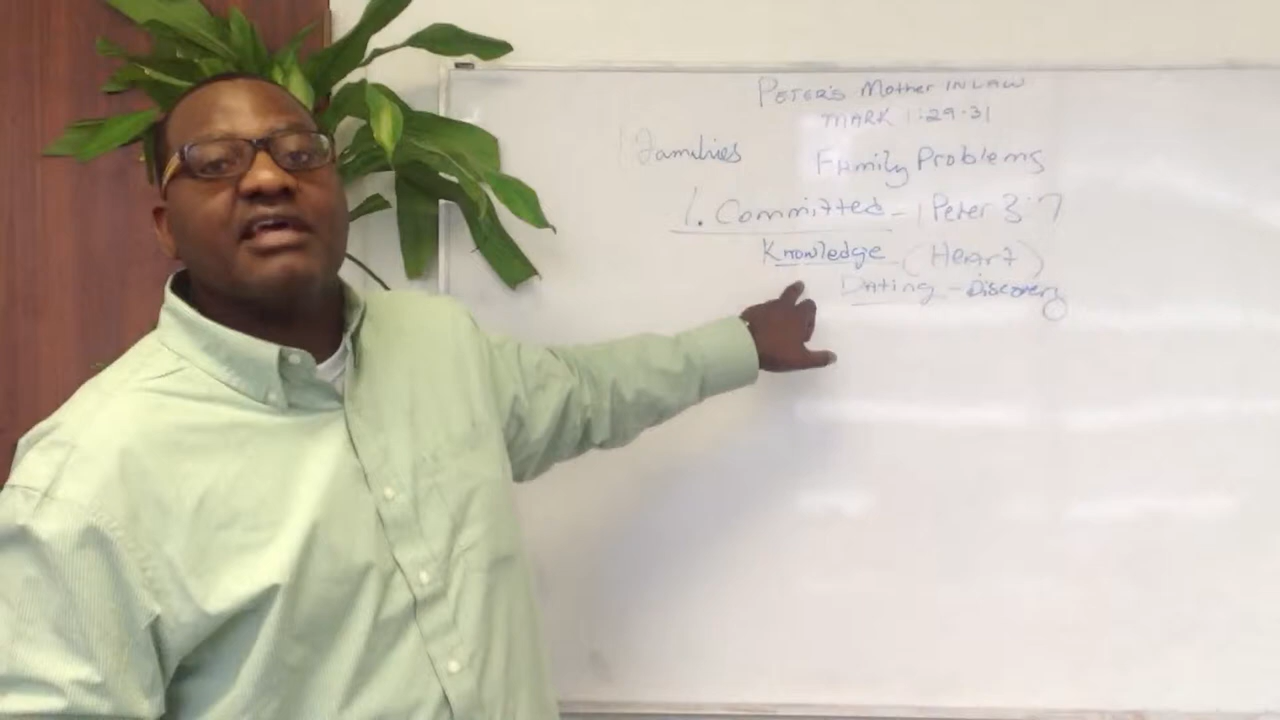 PETER'S Mother IN LAW
MARK 1:29-31
Families
Family Problems
1. Committed - 1 Peter 3:7
Knowledge (Heart)
Dating - Discovery